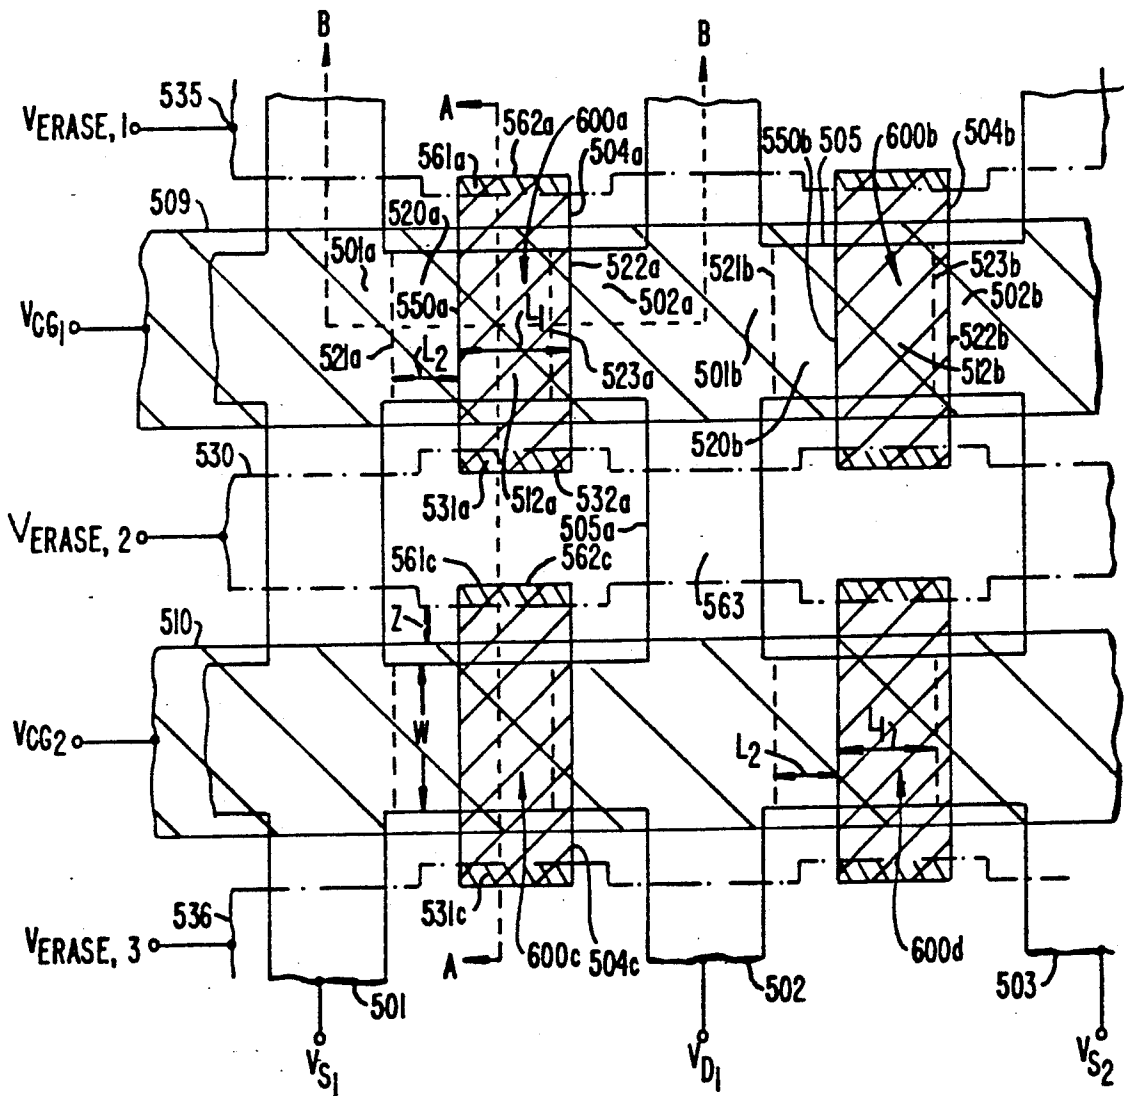 B
B
535
V ERASE, 1
A
562a
600a
504a
550b
505
600b
504b
561a
509
520a
501a
522a
502a
521b
523b
502b
550a
L1
VCG1
521a
L2
523a
501b
522b
512b
520b
530
531a
512a
532a
505a
VERASE, 2
561c
562c
563
510
Z
VCG2
W
L2
L1
536
531c
VERASE, 3
A
600c
504c
600d
501
502
503
VS1
VD1
VS2